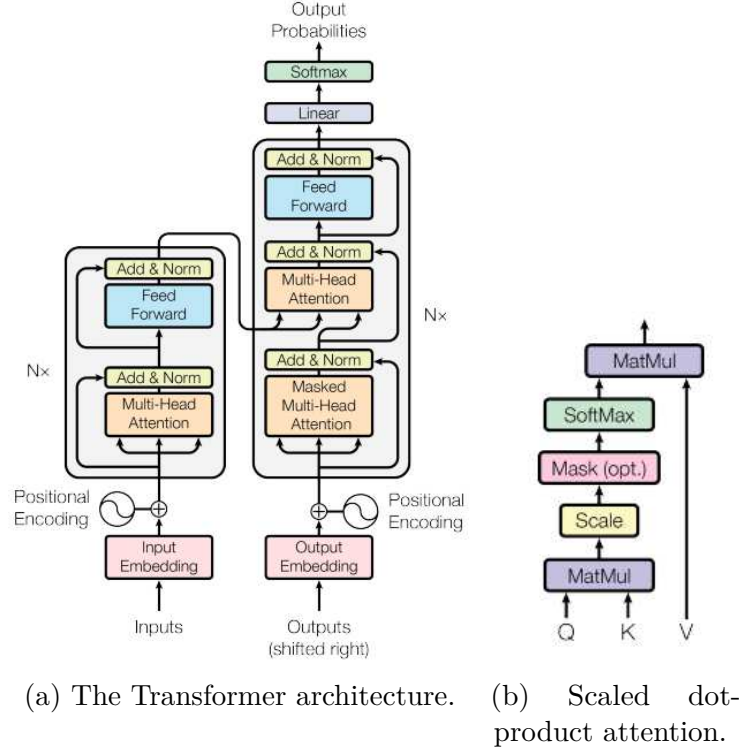 Output
Probabilities
Softmax
Linear
Add & Norm
Feed
Forward
Add & Norm
Multi-Head
Attention
Add & Norm
Masked
Multi-Head
Attention
N×
Add & Norm
Feed
Forward
Add & Norm
Multi-Head
Attention
N×
Positional
Encoding
Positional
Encoding
Input
Embedding
Output
Embedding
Inputs
Outputs
(shifted right)
MatMul
SoftMax
Mask (opt.)
Scale
MatMul
Q K V
(a) The Transformer architecture.
(b) Scaled dot-
product attention.